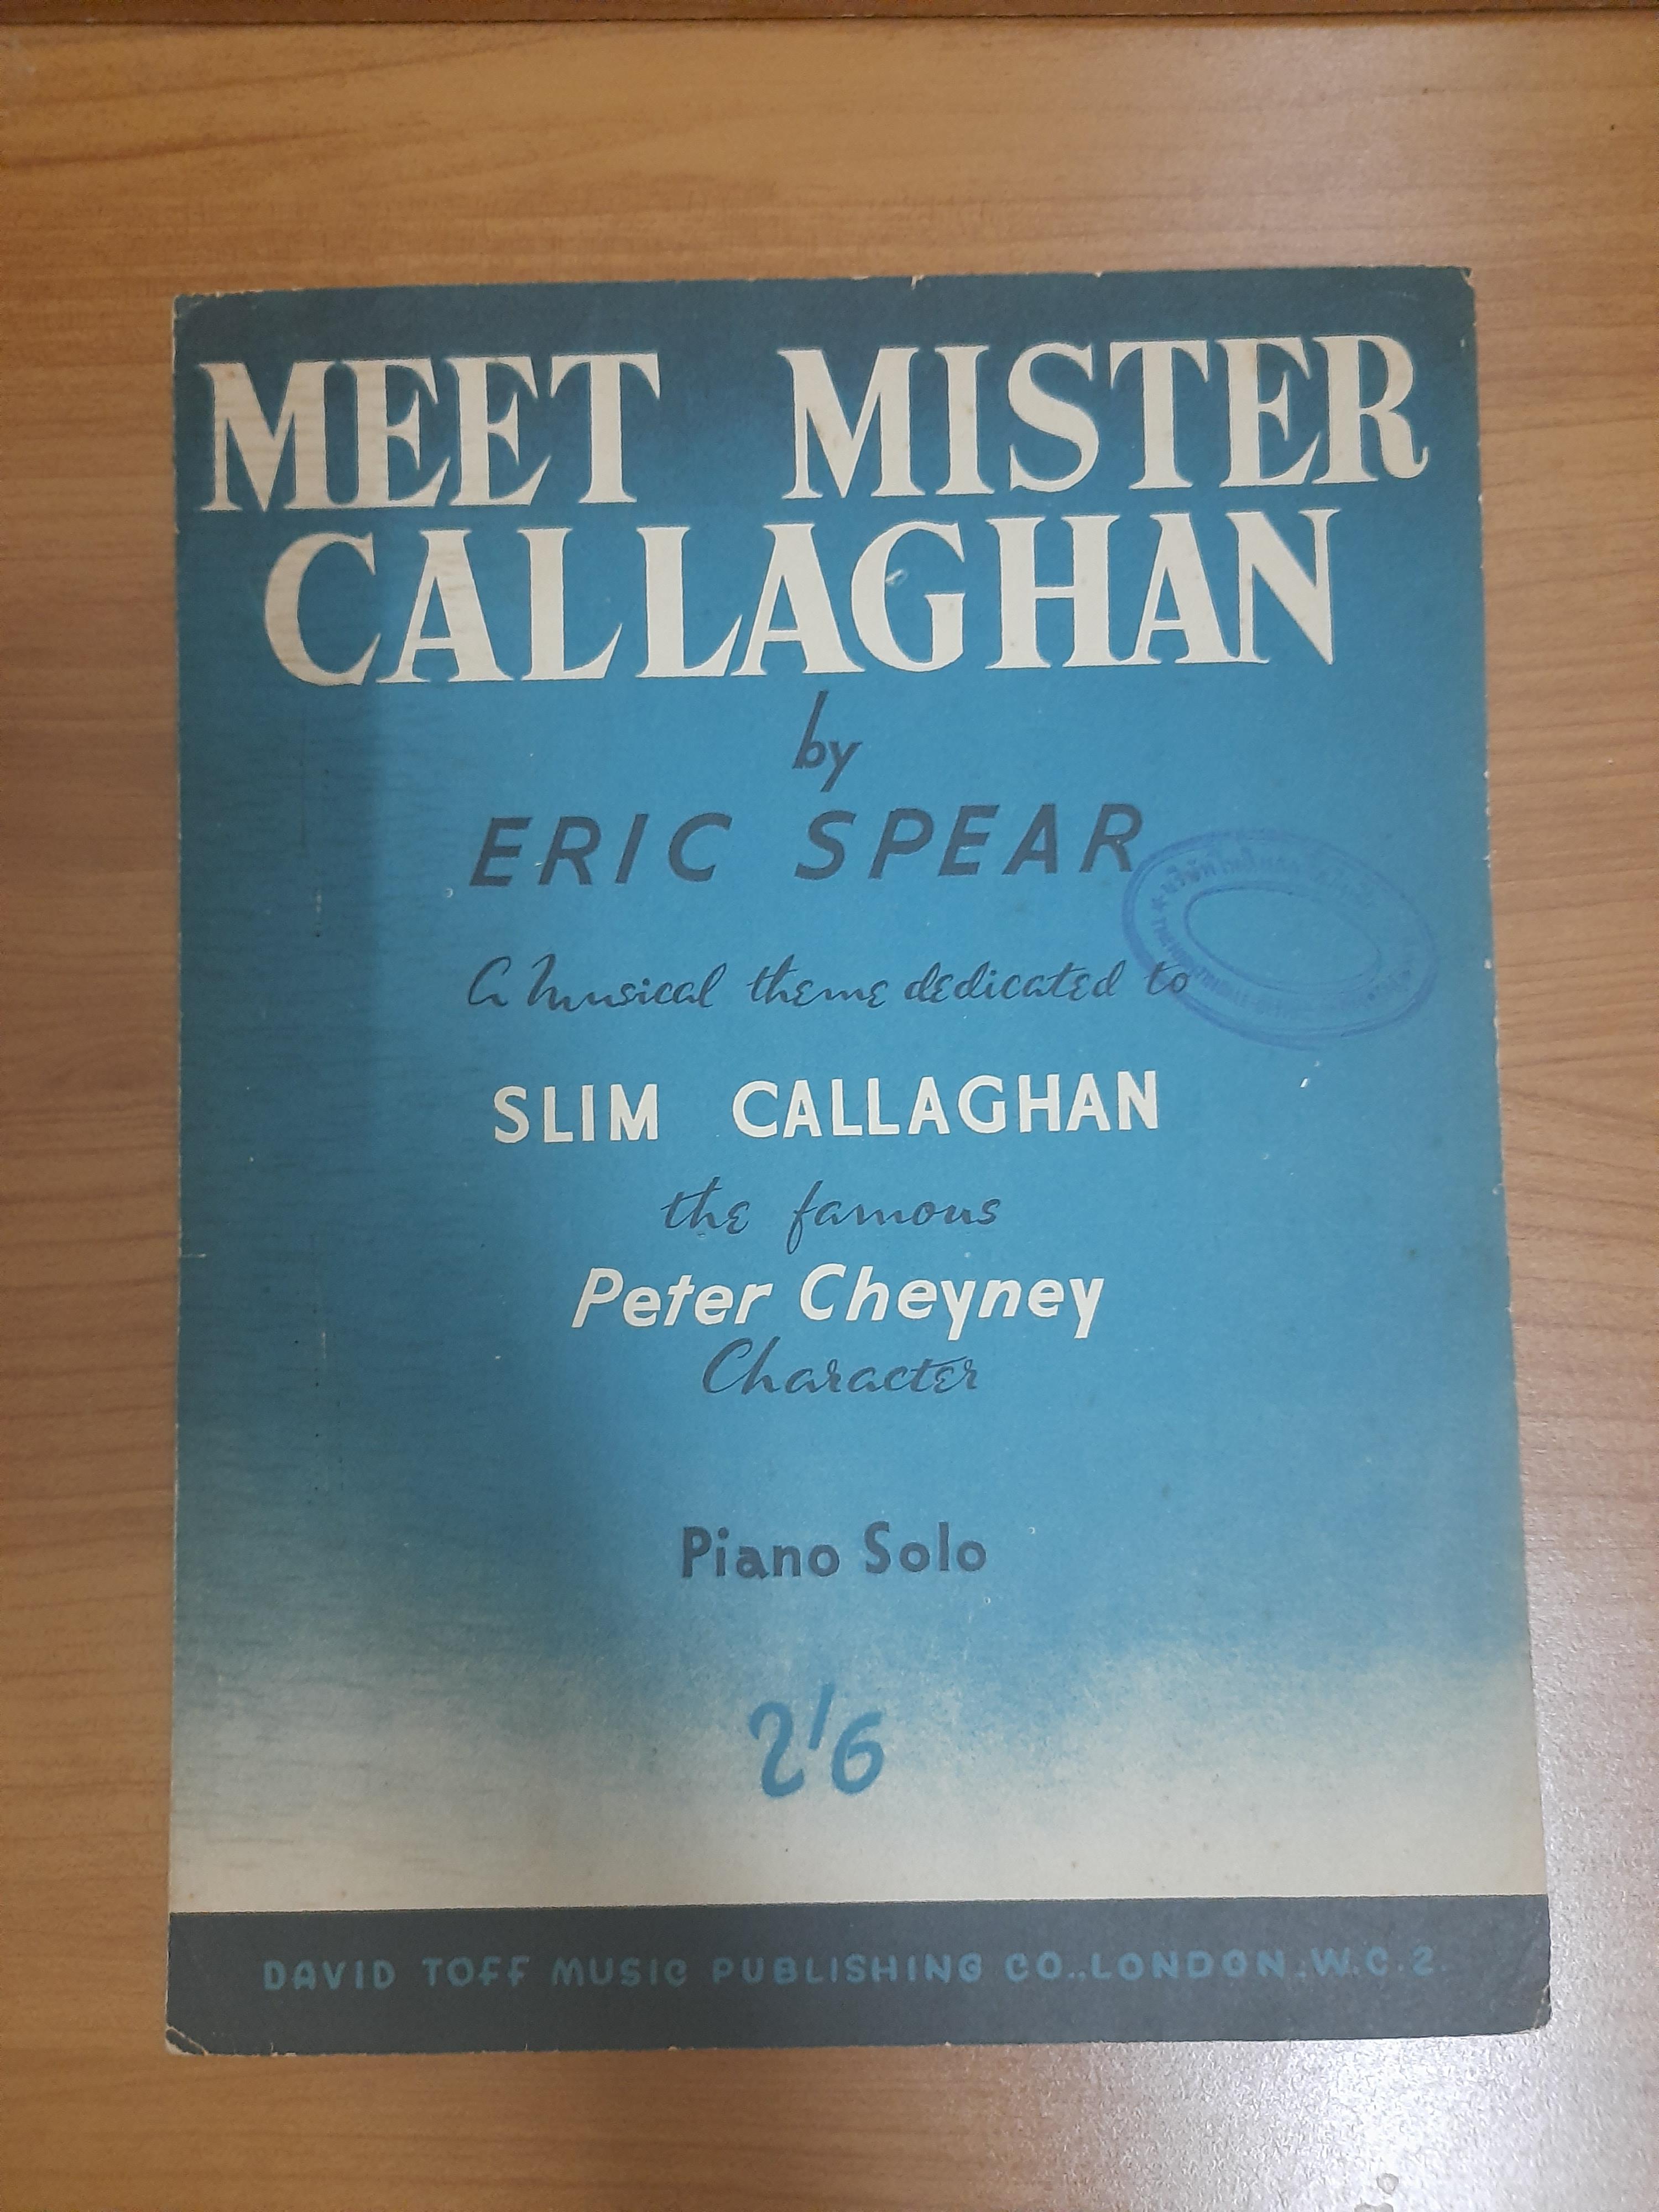 MEET MISTER
CALLAGHAN
by
ERIC SPEAR
A musical theme dedicated to
SLIM CALLAGHAN
the famous
Peter Cheyney
Character
Piano Solo
2'6
DAVID TOFF MUSIC PUBLISHING CO., LONDON, W.C.2.